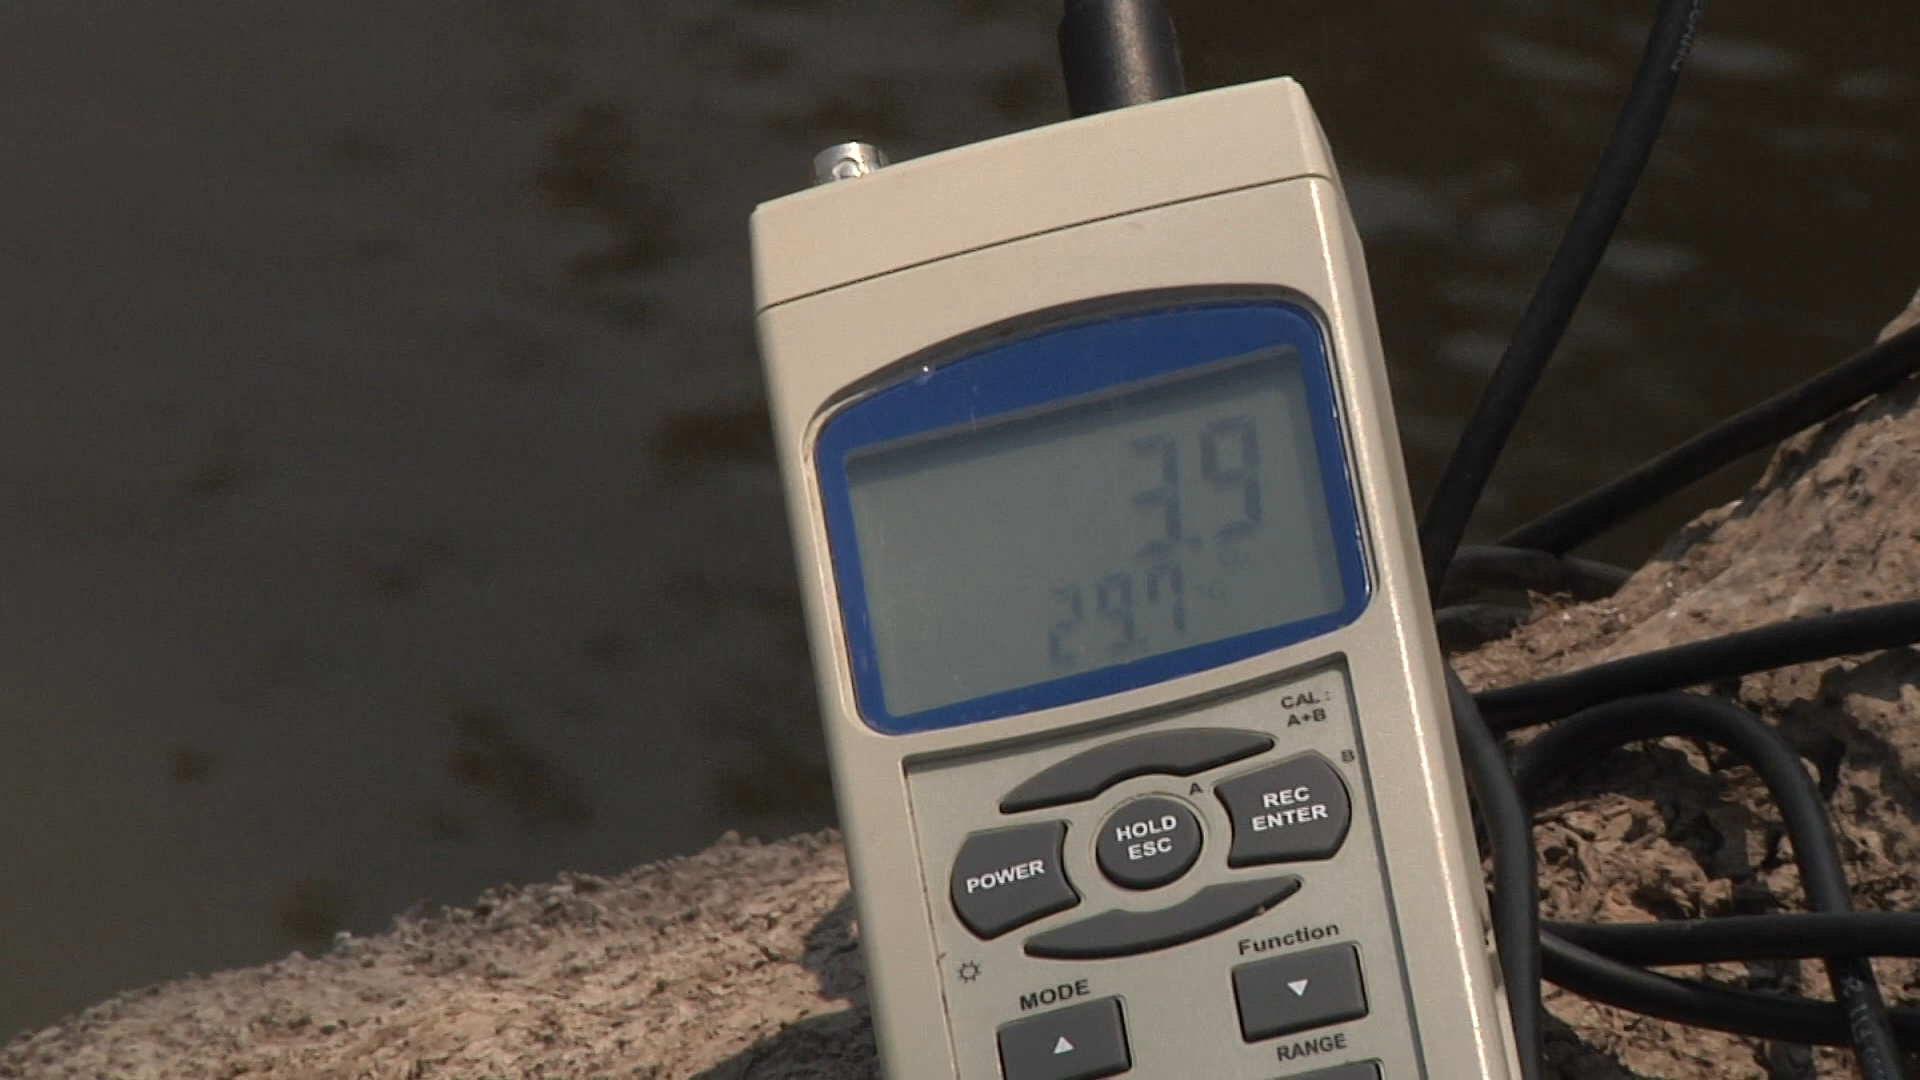 3.9
29.7 °C
CAL :
A+B
A
B
POWER
HOLD
ESC
REC
ENTER
MODE
Function
RANGE